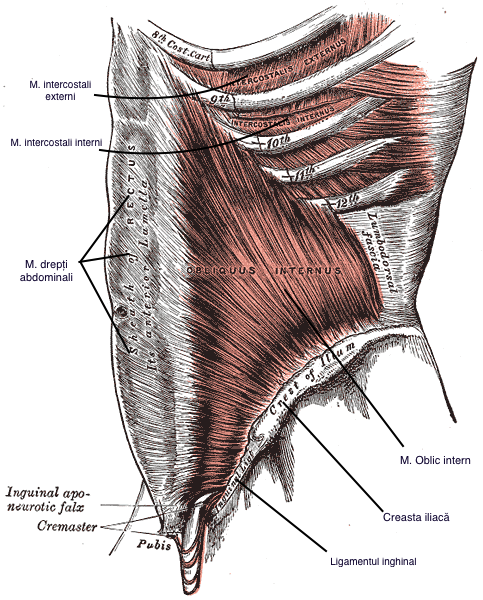 8th Cost. Cart.
INTERCOSTALIS EXTERNUS
M. intercostali
externi
9th
INTERCOSTALIS INTERNUS
M. intercostali interni
10th
11th
12th
Lumbodorsal
fascia
Sheath of RECTUS
Its anterior Lamella
M. drepți
abdominali
OBLIQUUS INTERNUS
Crest of Ilium
M. Oblic intern
Inguinal apo-
neurotic falx
Cremaster
Pubis
Creasta iliacă
Ligamentul inghinal